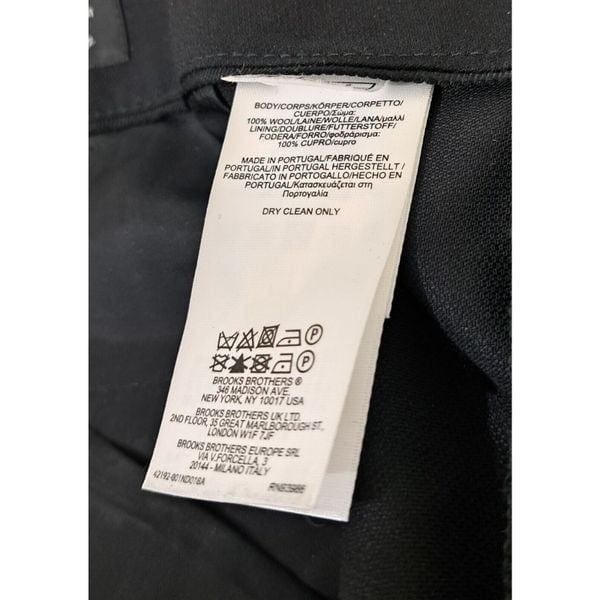 BODY/CORPS/KÖRPER/CORPETTO/
CUERPO/Σώμα:
100% WOOL/LAINE/WOLLE/LANA/μαλλί
LINING/DOUBLURE/FUTTERSTOFF/
FODERA/FORRO/φοδράρισμα:
100% CUPRO/cupro
MADE IN PORTUGAL/FABRIQUÉ EN
PORTUGAL/IN PORTUGAL HERGESTELLT /
FABBRICATO IN PORTOGALLO/HECHO EN
PORTUGAL/Κατασκευάζεται στη
Πορτογαλία
DRY CLEAN ONLY
P
P
BROOKS BROTHERS ®
346 MADISON AVE.
NEW YORK, NY 10017 USA
BROOKS BROTHERS UK LTD.
2ND FLOOR, 35 GREAT MARLBOROUGH ST.
LONDON W1F 7JF
BROOKS BROTHERS EUROPE SRL
VIA V.FORCELLA, 3
20144 - MILANO ITALY